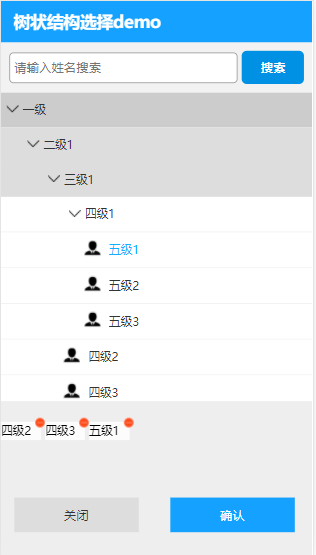 树状结构选择demo
请输入姓名搜索 搜索
一级
二级1
三级1
四级1
五级1
五级2
五级3
四级2
四级3
四级2 四级3 五级1
关闭 确认